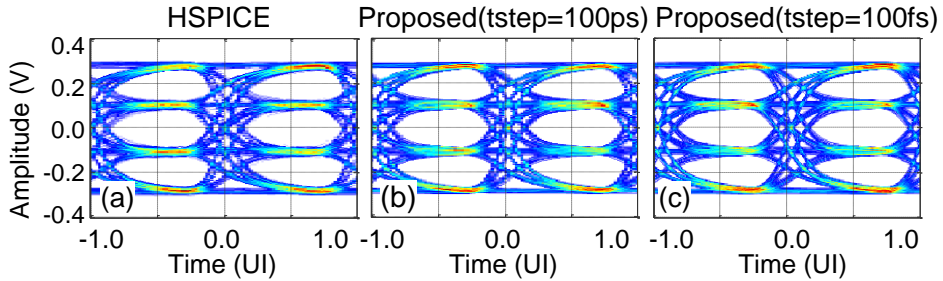 HSPICE
Proposed(tstep=100ps)
Proposed(tstep=100fs)
Amplitude (V)
0.4
0.2
0.0
-0.2
-0.4
(a)
(b)
(c)
-1.0 0.0 1.0
-1.0 0.0 1.0
-1.0 0.0 1.0
Time (UI)
Time (UI)
Time (UI)